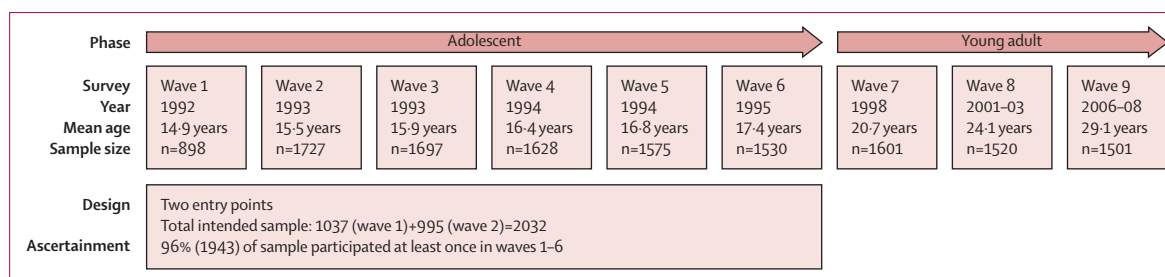 Phase Adolescent Young adult
Survey Wave 1 Wave 2 Wave 3 Wave 4 Wave 5 Wave 6 Wave 7 Wave 8 Wave 9
Year 1992 1993 1993 1994 1994 1995 1998 2001–03 2006–08
Mean age 14·9 years 15·5 years 15·9 years 16·4 years 16·8 years 17·4 years 20·7 years 24·1 years 29·1 years
Sample size n=898 n=1727 n=1697 n=1628 n=1575 n=1530 n=1601 n=1520 n=1501
Design Two entry points
Total intended sample: 1037 (wave 1)+995 (wave 2)=2032
Ascertainment 96% (1943) of sample participated at least once in waves 1–6